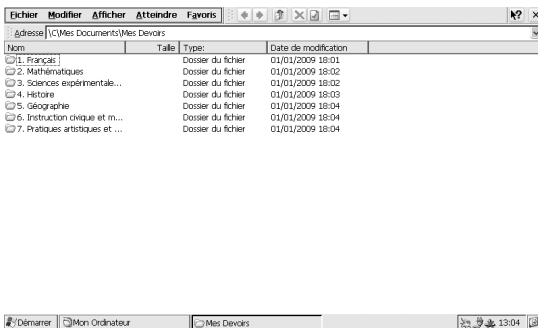 Fichier Modifier Afficher Atteindre Favoris
Adresse \C\Mes Documents\Mes Devoirs
Nom Taille Type: Date de modification
1. Français Dossier du fichier 01/01/2009 18:01
2. Mathématiques Dossier du fichier 01/01/2009 18:02
3. Sciences expérimentale... Dossier du fichier 01/01/2009 18:02
4. Histoire Dossier du fichier 01/01/2009 18:03
5. Géographie Dossier du fichier 01/01/2009 18:04
6. Instruction civique et m... Dossier du fichier 01/01/2009 18:04
7. Pratiques artistiques et ... Dossier du fichier 01/01/2009 18:04
Démarrer Mon Ordinateur Mes Devoirs 13:04